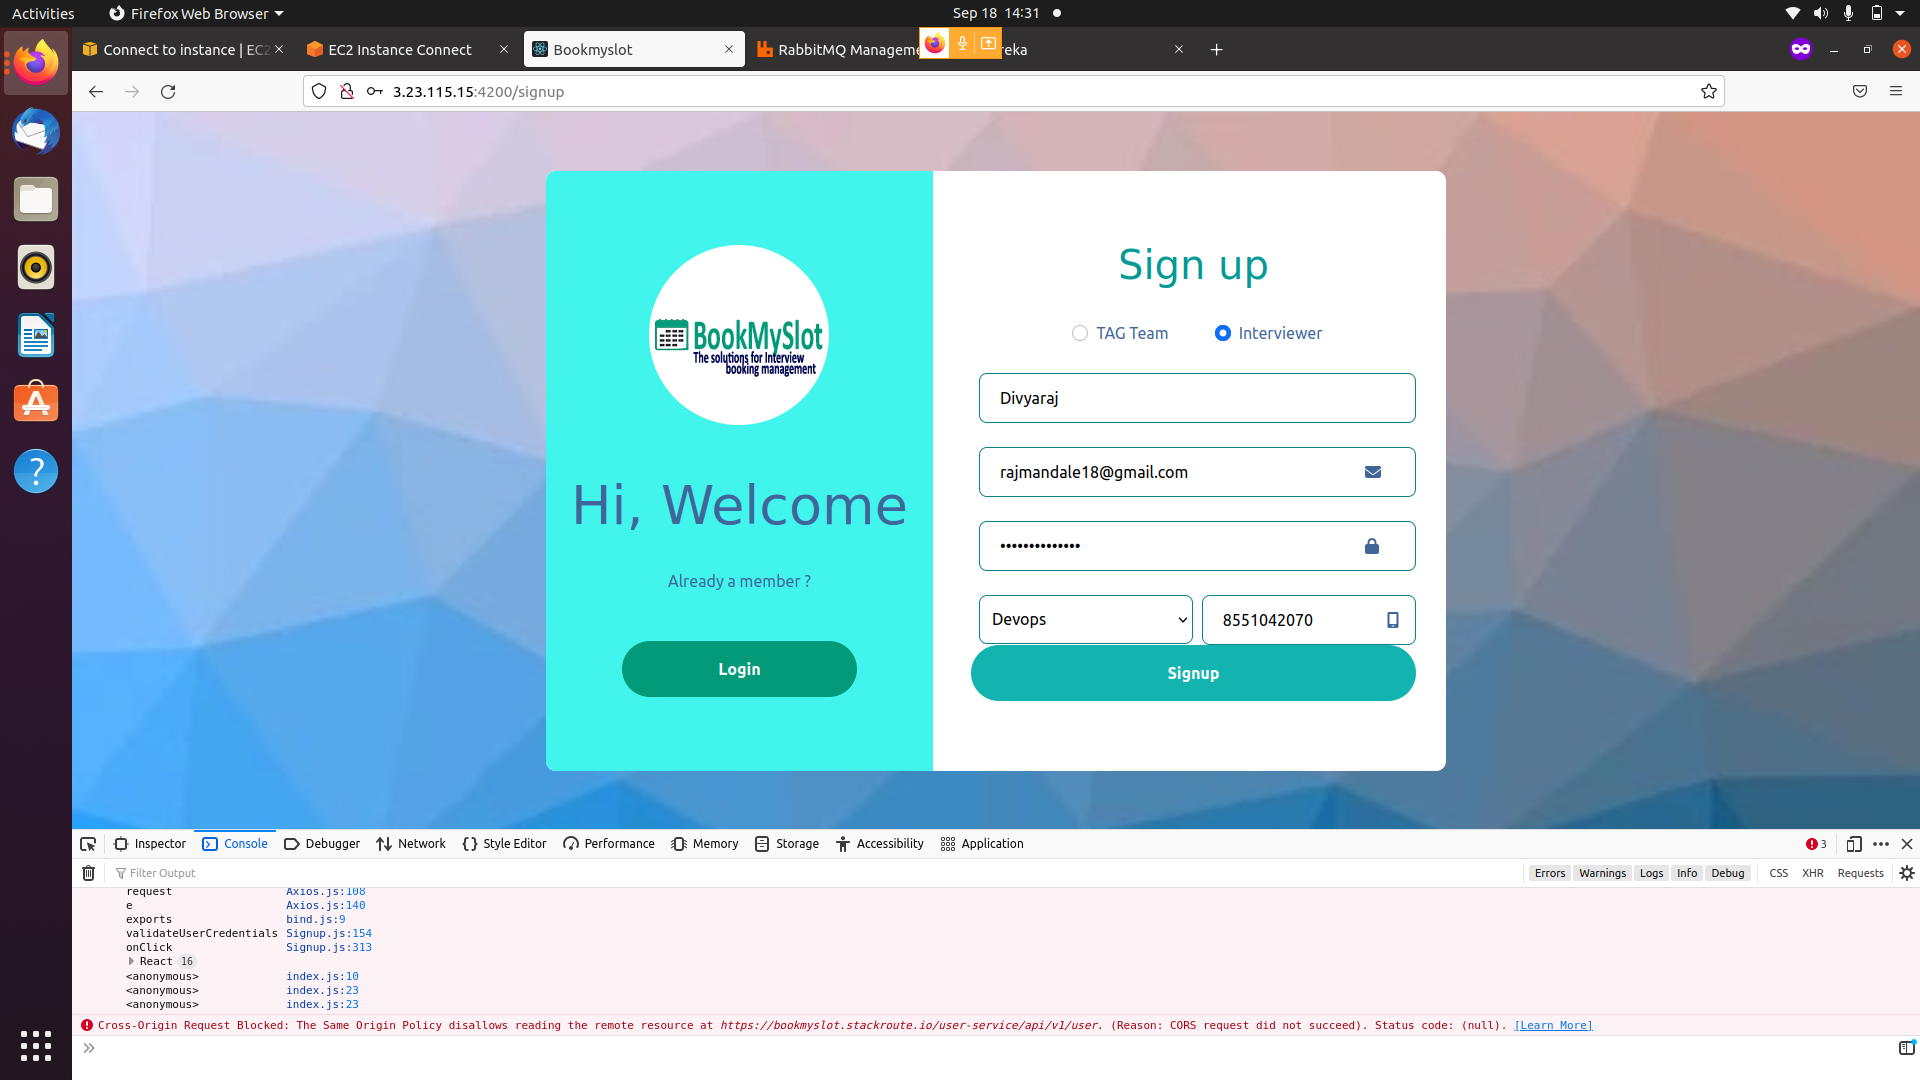 Activities
Firefox Web Browser
Sep 18 14:31
Connect to instance | EC2
EC2 Instance Connect
Bookmyslot
RabbitMQ Manageme
reka
3.23.115.15:4200/signup
BookMySlot
The solutions for Interview
booking management
Hi, Welcome
Already a member ?
Login
Sign up
TAG Team
Interviewer
Divyaraj
rajmandale18@gmail.com
••••••••••••••
Devops
8551042070
Signup
Inspector
Console
Debugger
Network
Style Editor
Performance
Memory
Storage
Accessibility
Application
3
Filter Output
Errors
Warnings
Logs
Info
Debug
CSS
XHR
Requests
request Axios.js:108
e Axios.js:140
exports bind.js:9
validateUserCredentials Signup.js:154
onClick Signup.js:313
React 16
<anonymous> index.js:10
<anonymous> index.js:23
<anonymous> index.js:23
Cross-Origin Request Blocked: The Same Origin Policy disallows reading the remote resource at https://bookmyslot.stackroute.io/user-service/api/v1/user. (Reason: CORS request did not succeed). Status code: (null). [Learn More]